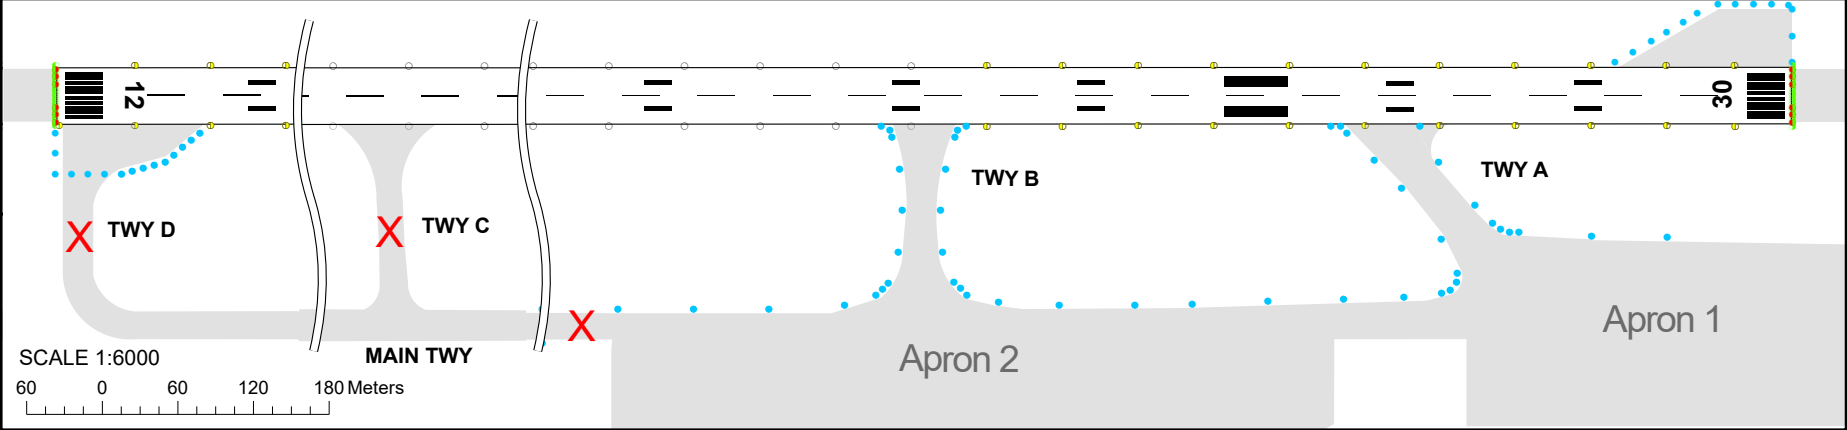 12
30
TWY B
TWY A
TWY D
TWY C
X
X
X
Apron 1
Apron 2
MAIN TWY
SCALE 1:6000
60 0 60 120 180 Meters